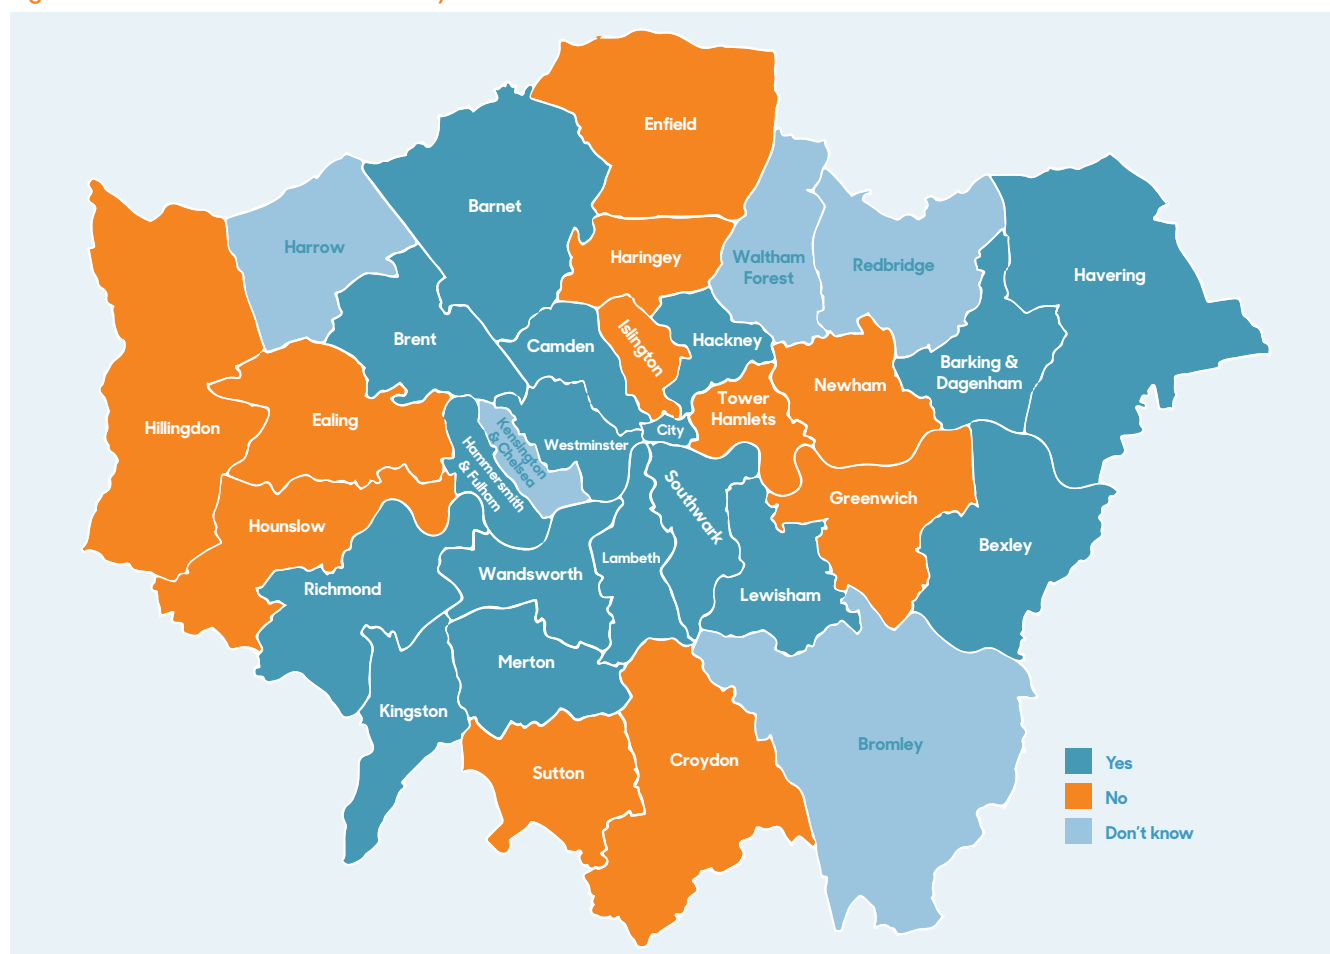 Enfield
Barnet
Harrow
Haringey
Waltham
Forest
Redbridge
Havering
Brent
Camden
Islington
Hackney
Barking &
Dagenham
Newham
Tower
Hamlets
Hillingdon
Ealing
City
Westminster
Kensington
& Chelsea
Hammersmith
& Fulham
Southwark
Greenwich
Hounslow
Bexley
Lambeth
Wandsworth
Richmond
Lewisham
Merton
Kingston
Bromley
Croydon
Sutton
Yes
No
Don't know